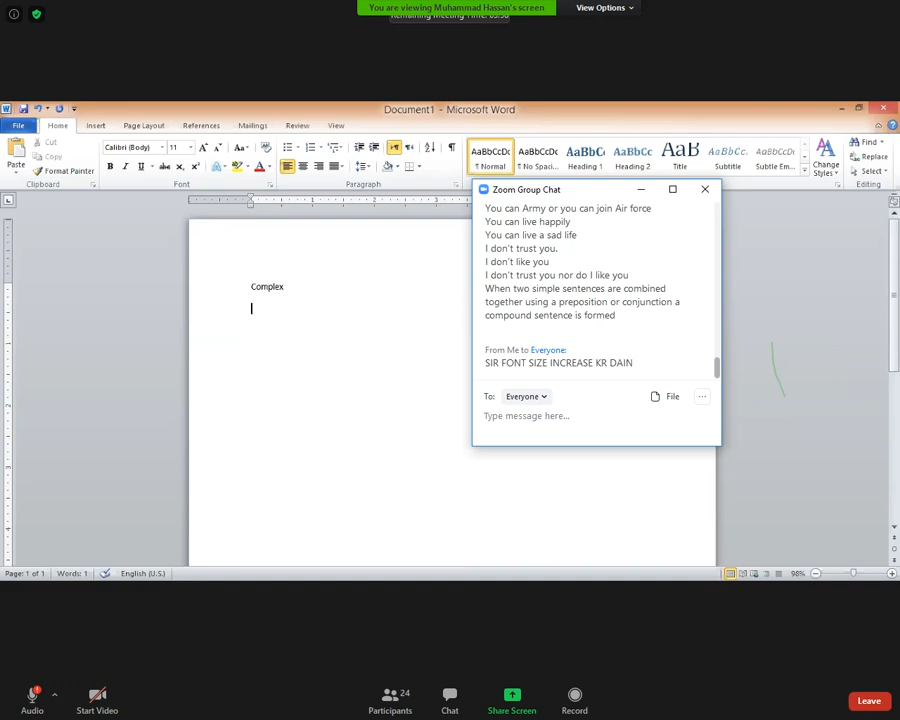 You are viewing Muhammad Hassan's screen
View Options
Remaining Meeting Time: 03:50
Document1 - Microsoft Word
File Home Insert Page Layout References Mailings Review View
Paste
Cut
Copy
Format Painter
Clipboard
Calibri (Body) 11
Font
Paragraph
AaBbCcDc AaBbCcDc AaBbC AaBbCc AaB AaBbCc. AaBbCcDc
¶ Normal ¶ No Spaci... Heading 1 Heading 2 Title Subtitle Subtle Em...
Change Styles
Styles
Find
Replace
Select
Editing
Complex
Zoom Group Chat
You can Army or you can join Air force
You can live happily
You can live a sad life
I don't trust you.
I don't like you
I don't trust you nor do I like you
When two simple sentences are combined
together using a preposition or conjunction a
compound sentence is formed
From Me to Everyone:
SIR FONT SIZE INCREASE KR DAIN
To: Everyone File
Type message here...
Page: 1 of 1 Words: 1 English (U.S.) 98%
Audio Start Video Participants 24 Chat Share Screen Record Leave